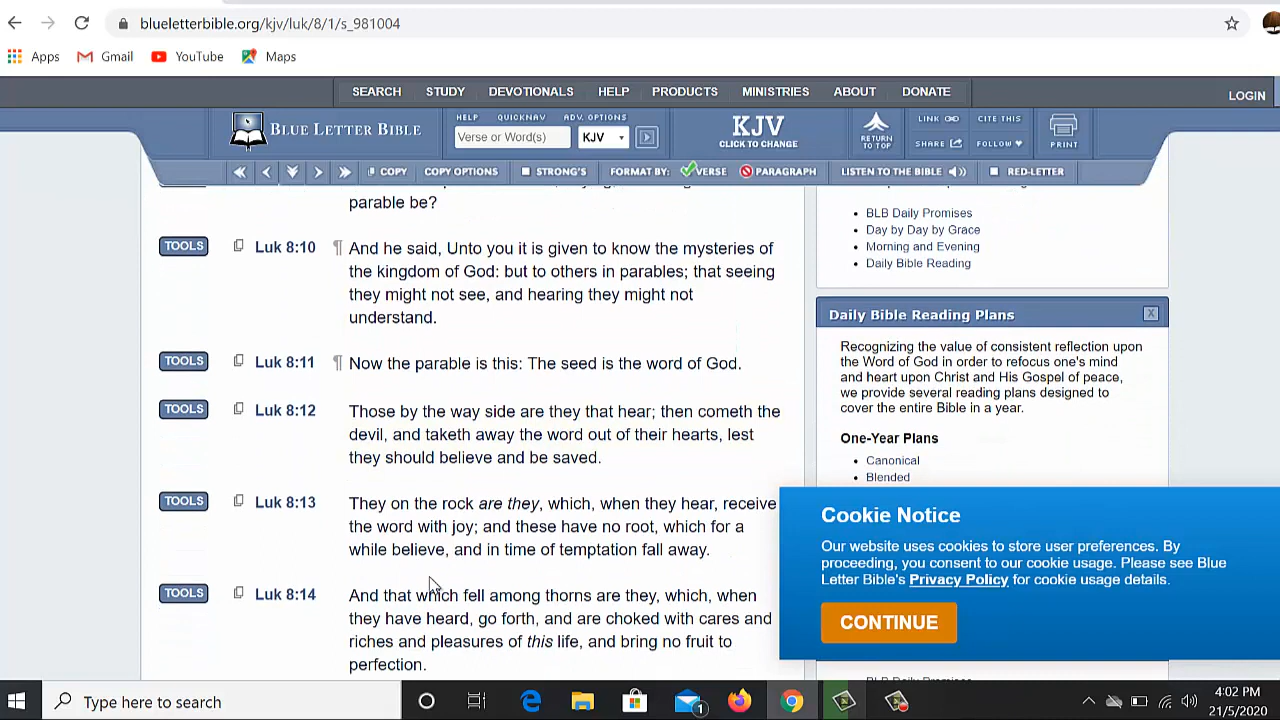 blueletterbible.org/kjv/luk/8/1/s_981004
Apps Gmail YouTube Maps
SEARCH STUDY DEVOTIONALS HELP PRODUCTS MINISTRIES ABOUT DONATE LOGIN
BLUE LETTER BIBLE
HELP QUICKNAV ADV. OPTIONS
Verse or Word(s) KJV
KJV
CLICK TO CHANGE
RETURN
TO TOP
LINK CITE THIS
SHARE FOLLOW
PRINT
COPY COPY OPTIONS STRONG'S FORMAT BY: VERSE PARAGRAPH LISTEN TO THE BIBLE RED-LETTER
parable be?
TOOLS Luk 8:10 ¶ And he said, Unto you it is given to know the mysteries of
the kingdom of God: but to others in parables; that seeing
they might not see, and hearing they might not
understand.
TOOLS Luk 8:11 ¶ Now the parable is this: The seed is the word of God.
TOOLS Luk 8:12 Those by the way side are they that hear; then cometh the
devil, and taketh away the word out of their hearts, lest
they should believe and be saved.
TOOLS Luk 8:13 They on the rock are they, which, when they hear, receive
the word with joy; and these have no root, which for a
while believe, and in time of temptation fall away.
TOOLS Luk 8:14 And that which fell among thorns are they, which, when
they have heard, go forth, and are choked with cares and
riches and pleasures of this life, and bring no fruit to
perfection.
BLB Daily Promises
Day by Day by Grace
Morning and Evening
Daily Bible Reading
Daily Bible Reading Plans X
Recognizing the value of consistent reflection upon
the Word of God in order to refocus one's mind
and heart upon Christ and His Gospel of peace,
we provide several reading plans designed to
cover the entire Bible in a year.
One-Year Plans
Canonical
Blended
Cookie Notice
Our website uses cookies to store user preferences. By
proceeding, you consent to our cookie usage. Please see Blue
Letter Bible's Privacy Policy for cookie usage details.
CONTINUE
Type here to search
1
4:02 PM
21/5/2020